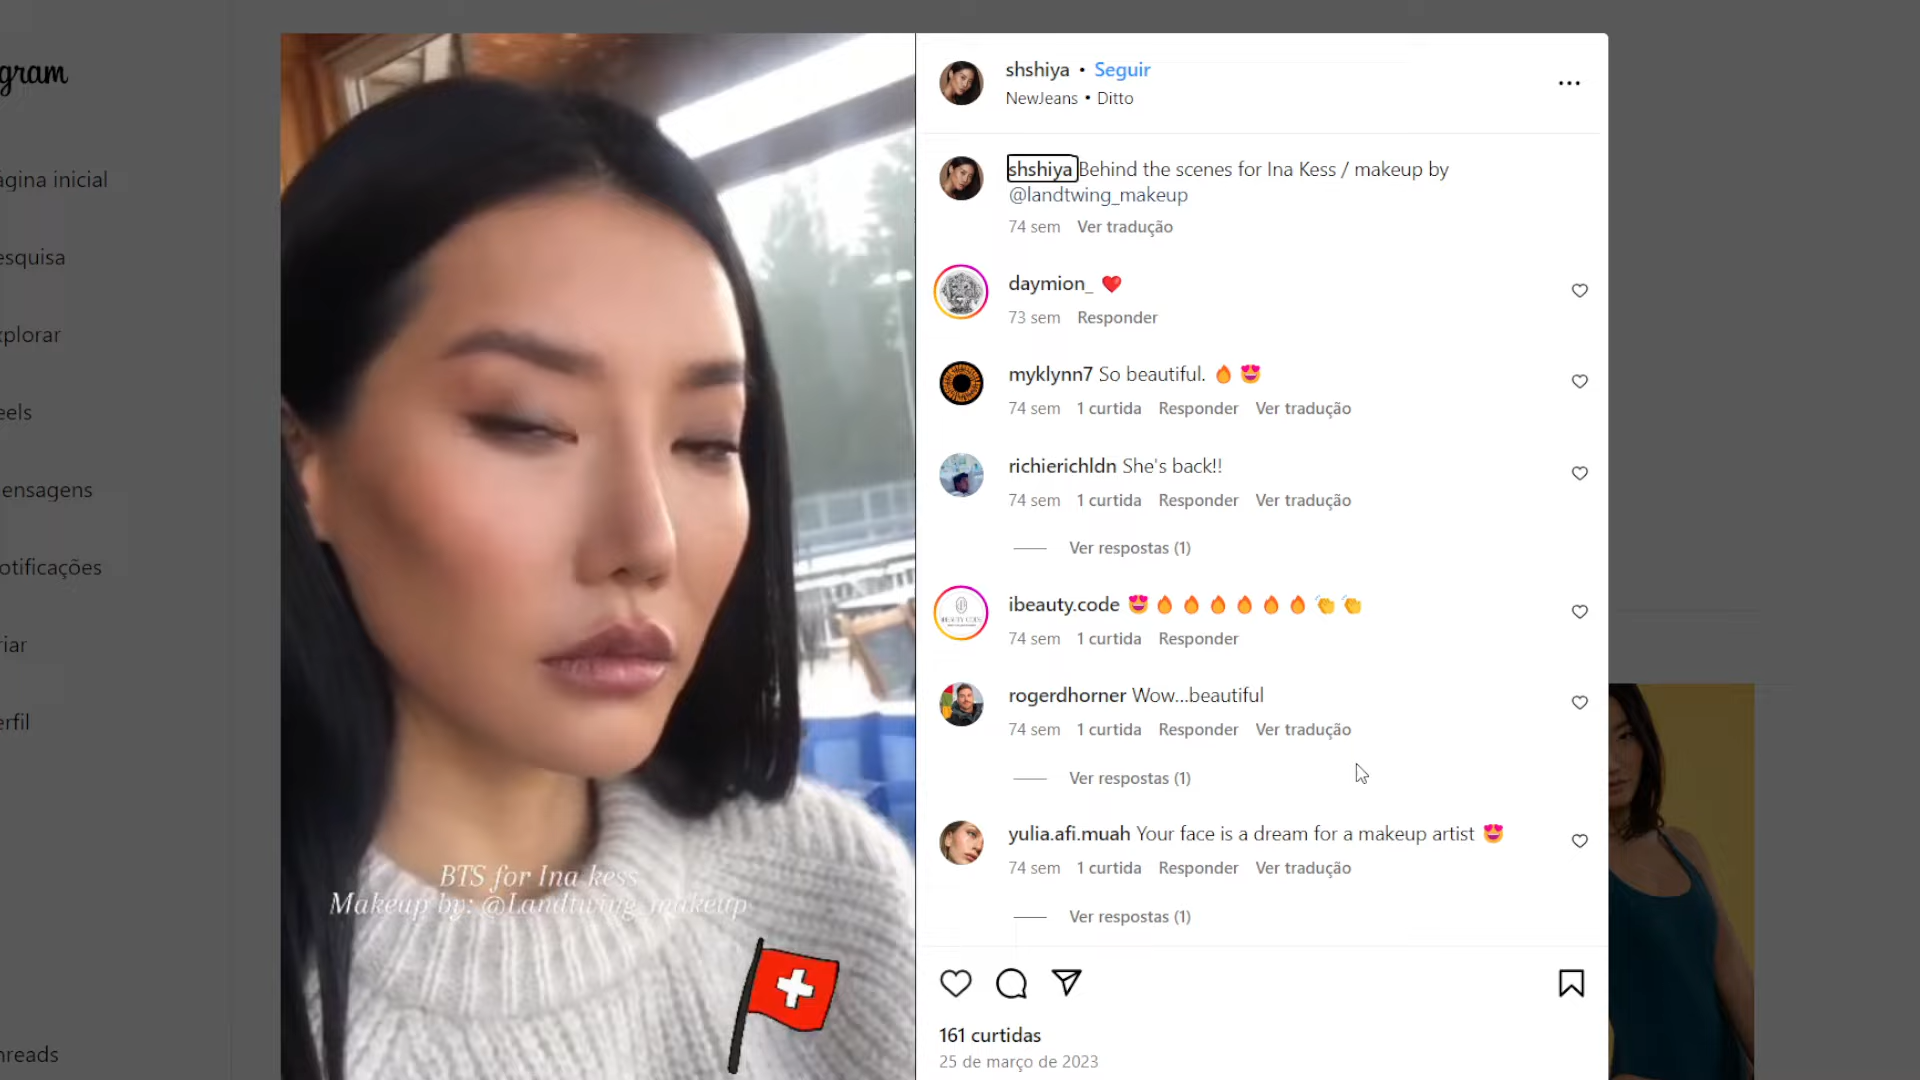 gram
ágina inicial
esquisa
xplorar
eels
ensagens
otificações
riar
erfil
hreads
BTS for Ina kess
Makeup by: @Landtwing_makeup
shshiya • Seguir
NewJeans • Ditto
shshiya Behind the scenes for Ina Kess / makeup by
@landtwing_makeup
74 sem Ver tradução
daymion_ ❤️
73 sem Responder
myklynn7 So beautiful. 🔥 😍
74 sem 1 curtida Responder Ver tradução
richierichldn She's back!!
74 sem 1 curtida Responder Ver tradução
Ver respostas (1)
ibeauty.code 😍🔥🔥🔥🔥🔥🔥👏👏
74 sem 1 curtida Responder
rogerdhorner Wow...beautiful
74 sem 1 curtida Responder Ver tradução
Ver respostas (1)
yulia.afi.muah Your face is a dream for a makeup artist 😍
74 sem 1 curtida Responder Ver tradução
Ver respostas (1)
161 curtidas
25 de março de 2023